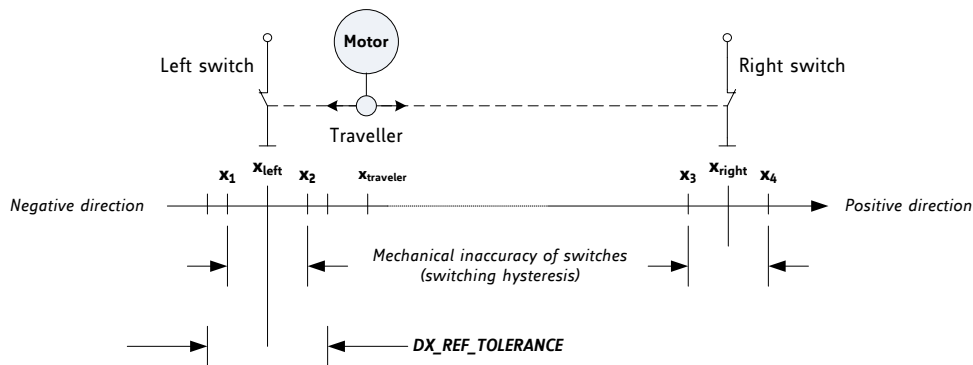 Motor
Left switch
Right switch
Traveller
x1
xleft
x2
xtraveler
x3
xright
x4
Negative direction
Positive direction
Mechanical inaccuracy of switches
(switching hysteresis)
DX_REF_TOLERANCE